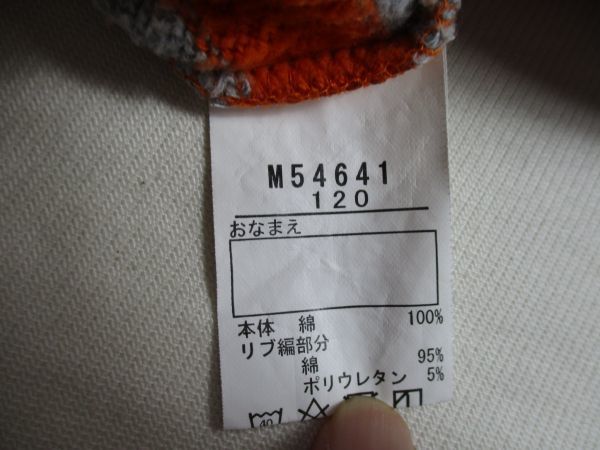 M54641
120
おなまえ
本体 綿 100%
リブ編部分
綿 95%
ポリウレタン 5%
40